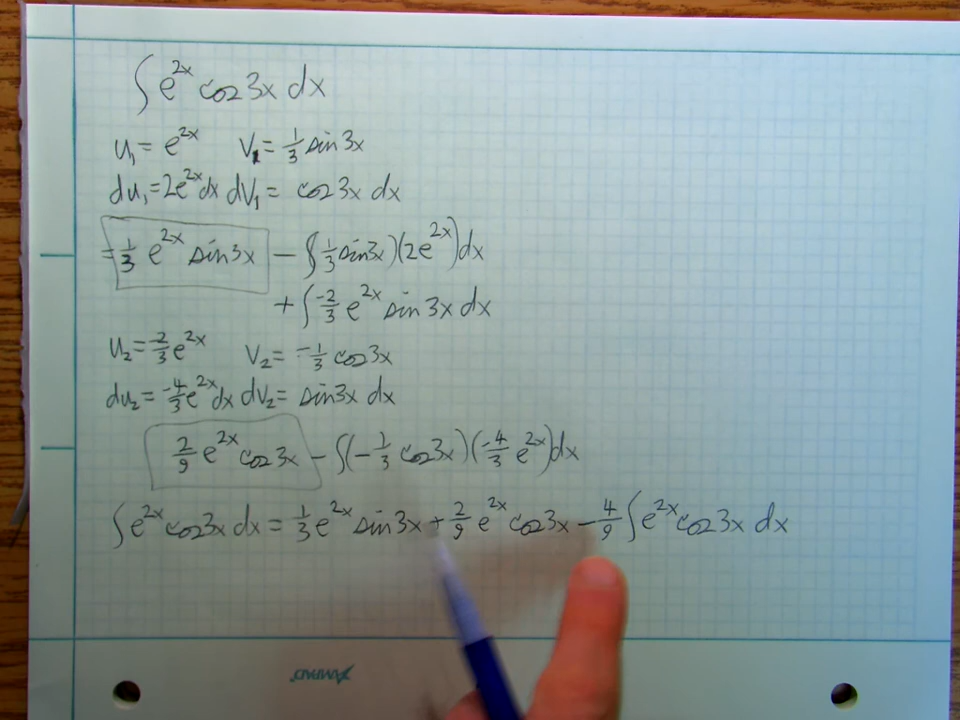 ∫ e^{2x} cos 3x dx
u₁ = e^{2x} v₁ = 1/3 sin 3x
du₁ = 2e^{2x} dx dv₁ = cos 3x dx
= 1/3 e^{2x} sin 3x − ∫(1/3 sin 3x)(2e^{2x})dx
+ ∫ -2/3 e^{2x} sin 3x dx
u₂ = -2/3 e^{2x} v₂ = -1/3 cos 3x
du₂ = -4/3 e^{2x} dx dv₂ = sin 3x dx
2/9 e^{2x} cos 3x − ∫(-1/3 cos 3x)(-4/3 e^{2x})dx
∫ e^{2x} cos 3x dx = 1/3 e^{2x} sin 3x + 2/9 e^{2x} cos 3x − 4/9 ∫ e^{2x} cos 3x dx
AMPAD